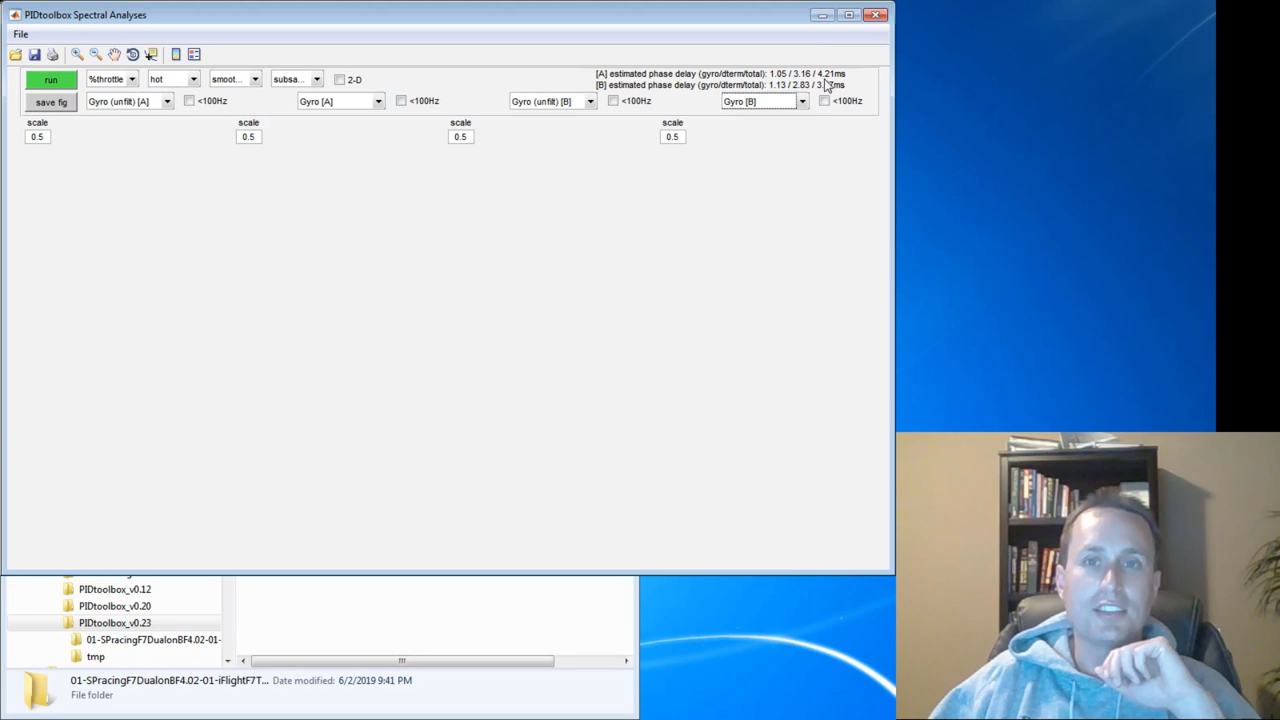 PIDtoolbox Spectral Analyses
File
run %throttle hot smoot... subsa... 2-D
[A] estimated phase delay (gyro/dterm/total): 1.05 / 3.16 / 4.21ms
[B] estimated phase delay (gyro/dterm/total): 1.13 / 2.83 /
save fig Gyro (unfilt) [A] <100Hz Gyro [A] <100Hz Gyro (unfilt) [B] <100Hz Gyro [B] <100Hz
scale scale scale scale
0.5 0.5 0.5 0.5
PIDtoolbox_v0.12
PIDtoolbox_v0.20
PIDtoolbox_v0.23
01-SPracingF7DualonBF4.02-01-
tmp
01-SPracingF7DualonBF4.02-01-iFlightF7T... Date modified: 6/2/2019 9:41 PM
File folder